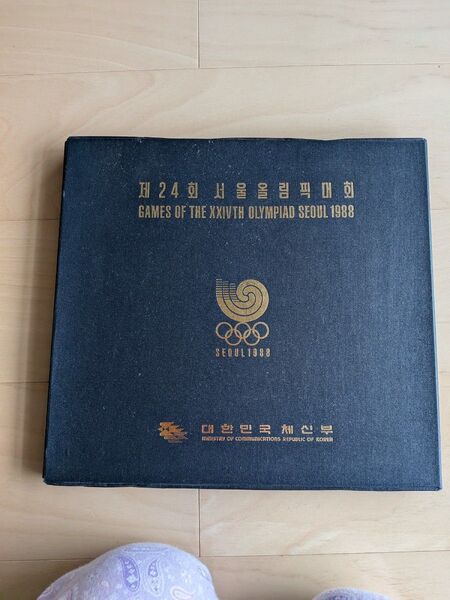 제24회 서울올림픽대회
GAMES OF THE XXIVTH OLYMPIAD SEOUL 1988
SEOUL 1988
대한민국 체신부
MINISTRY OF COMMUNICATIONS REPUBLIC OF KOREA